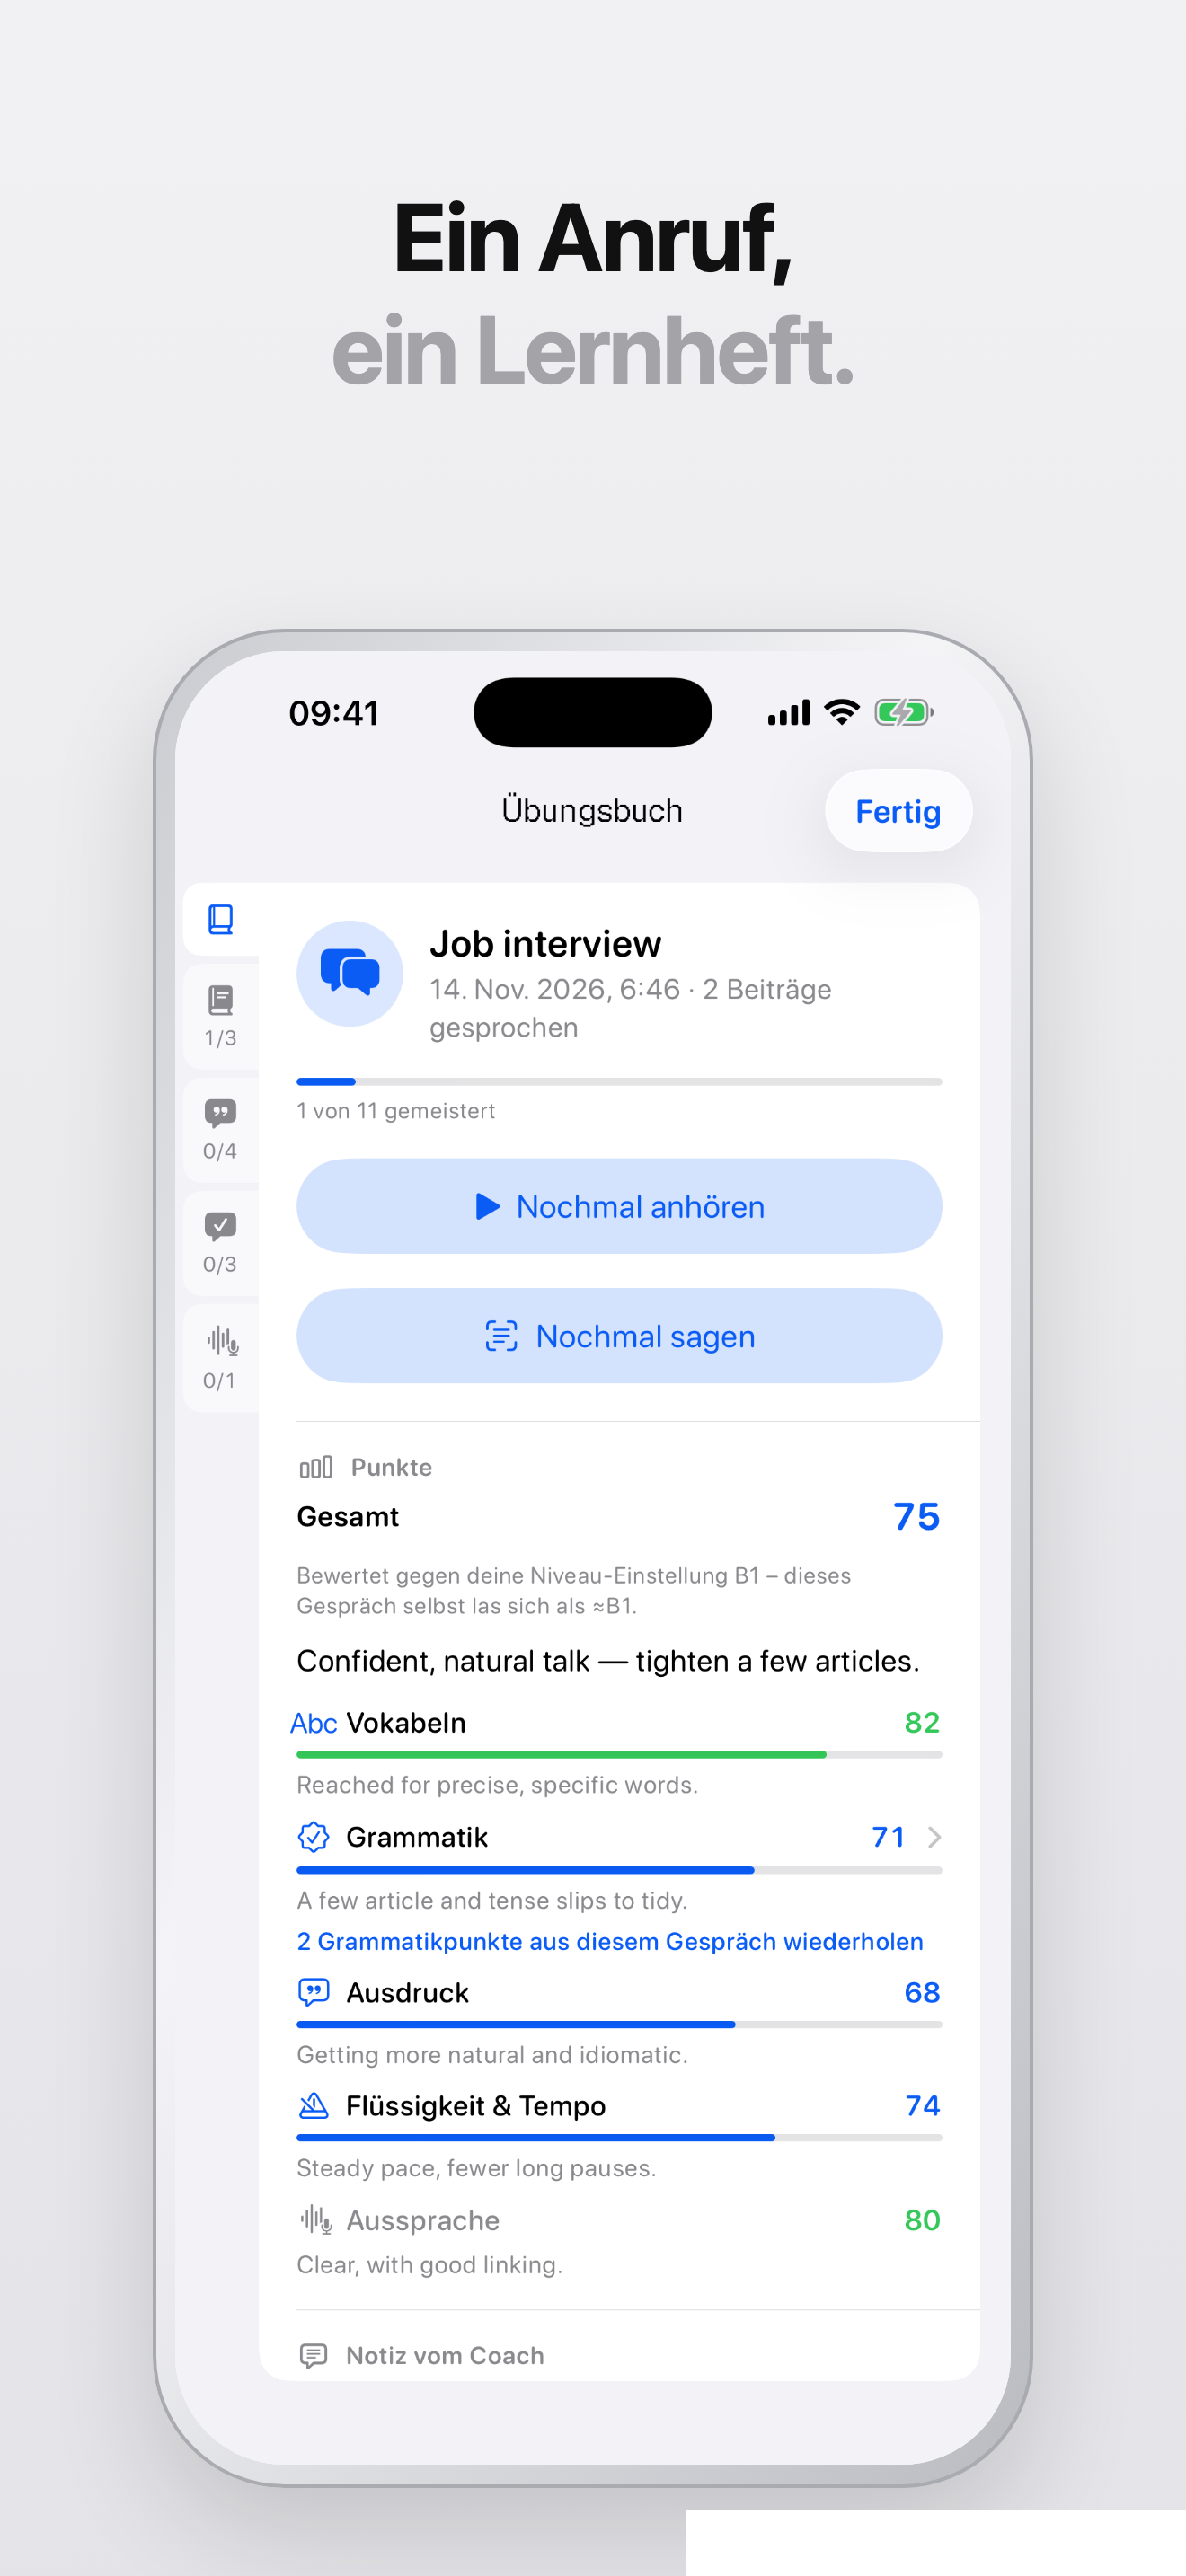 Ein Anruf,
ein Lernheft.
09:41
Übungsbuch
Fertig
Job interview
14. Nov. 2026, 6:46 · 2 Beiträge
gesprochen
1/3
0/4
0/3
0/1
1 von 11 gemeistert
Nochmal anhören
Nochmal sagen
Punkte
Gesamt 75
Bewertet gegen deine Niveau-Einstellung B1 – dieses
Gespräch selbst las sich als ≈B1.
Confident, natural talk — tighten a few articles.
Abc Vokabeln 82
Reached for precise, specific words.
Grammatik 71
A few article and tense slips to tidy.
2 Grammatikpunkte aus diesem Gespräch wiederholen
Ausdruck 68
Getting more natural and idiomatic.
Flüssigkeit & Tempo 74
Steady pace, fewer long pauses.
Aussprache 80
Clear, with good linking.
Notiz vom Coach